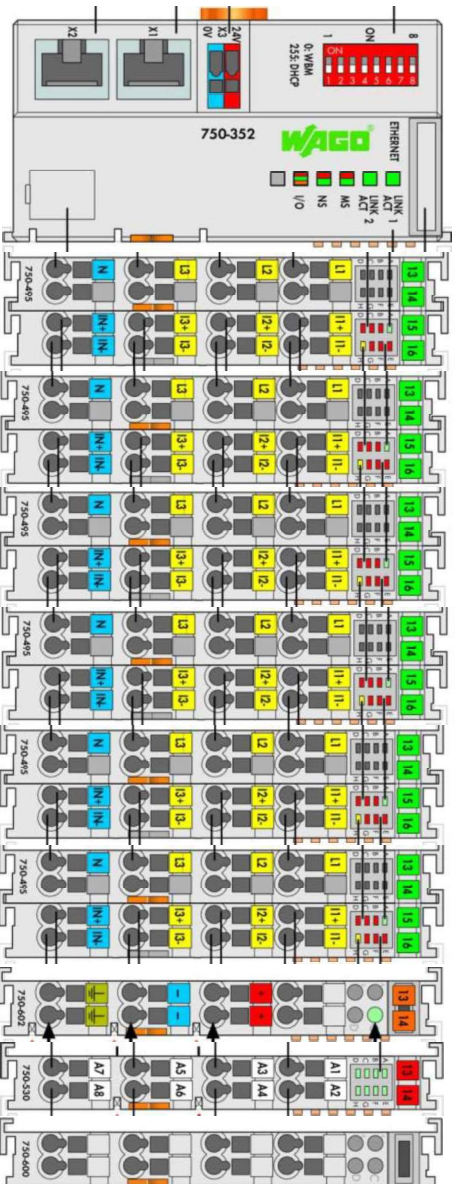 X2 X1 0V X3 24V
0: WBM
255: DHCP
1 ON 8
ON
1 2 3 4 5 6 7 8
750-352 WAGO ETHERNET
I/O NS MS LINK ACT 2 LINK ACT 1
750-495 N L3 L2 L1 D C B A 13
14
IN+ I3+ I2+ I1+ 15
IN- I3- I2- I1- H G F E 16
750-495 N L3 L2 L1 D C B A 13
14
IN+ I3+ I2+ I1+ 15
IN- I3- I2- I1- H G F E 16
750-495 N L3 L2 L1 D C B A 13
14
IN+ I3+ I2+ I1+ 15
IN- I3- I2- I1- H G F E 16
750-495 N L3 L2 L1 D C B A 13
14
IN+ I3+ I2+ I1+ 15
IN- I3- I2- I1- H G F E 16
750-495 N L3 L2 L1 D C B A 13
14
IN+ I3+ I2+ I1+ 15
IN- I3- I2- I1- H G F E 16
750-495 N L3 L2 L1 D C B A 13
14
IN+ I3+ I2+ I1+ 15
IN- I3- I2- I1- H G F E 16
750-602 – + 13
– + D C 14
750-530 A7 A5 A3 A1 D C B A 13
A8 A6 A4 A2 H G F E 14
750-600 D C